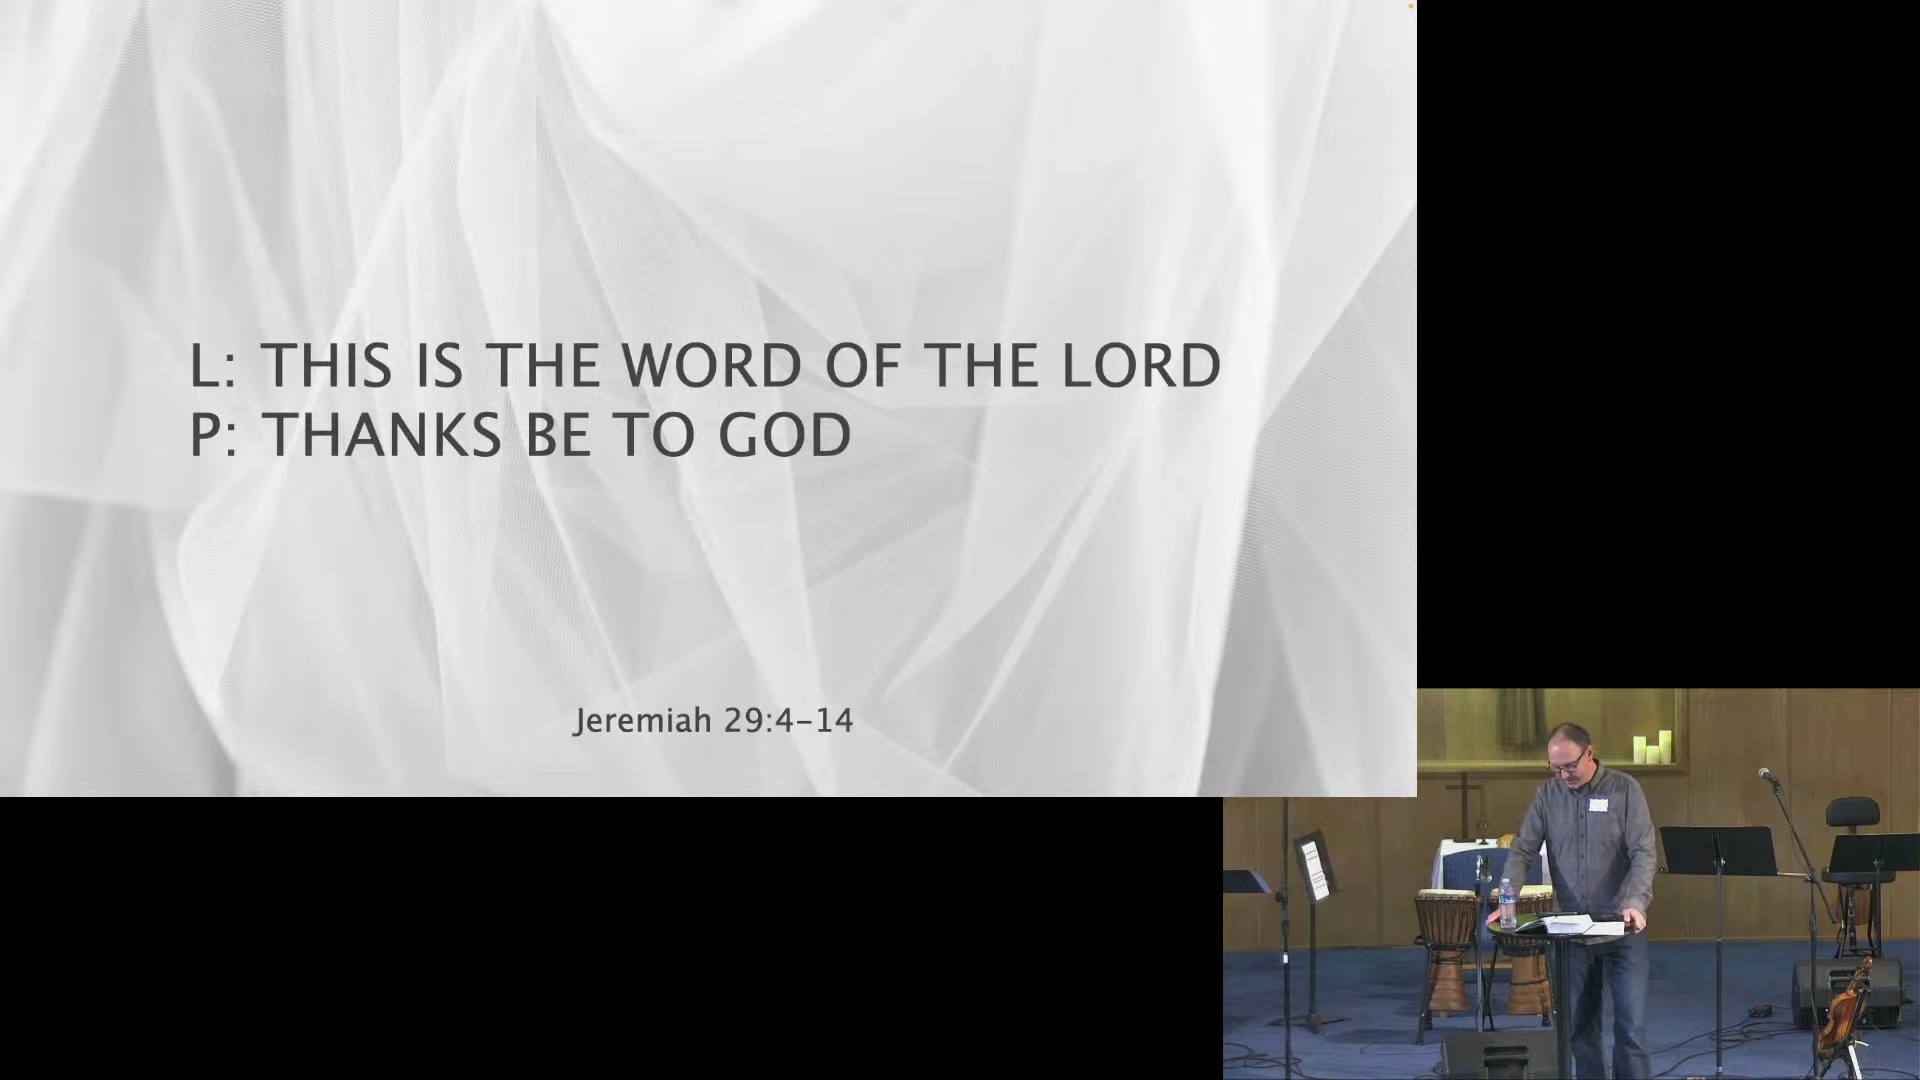 L: THIS IS THE WORD OF THE LORD
P: THANKS BE TO GOD
Jeremiah 29:4-14